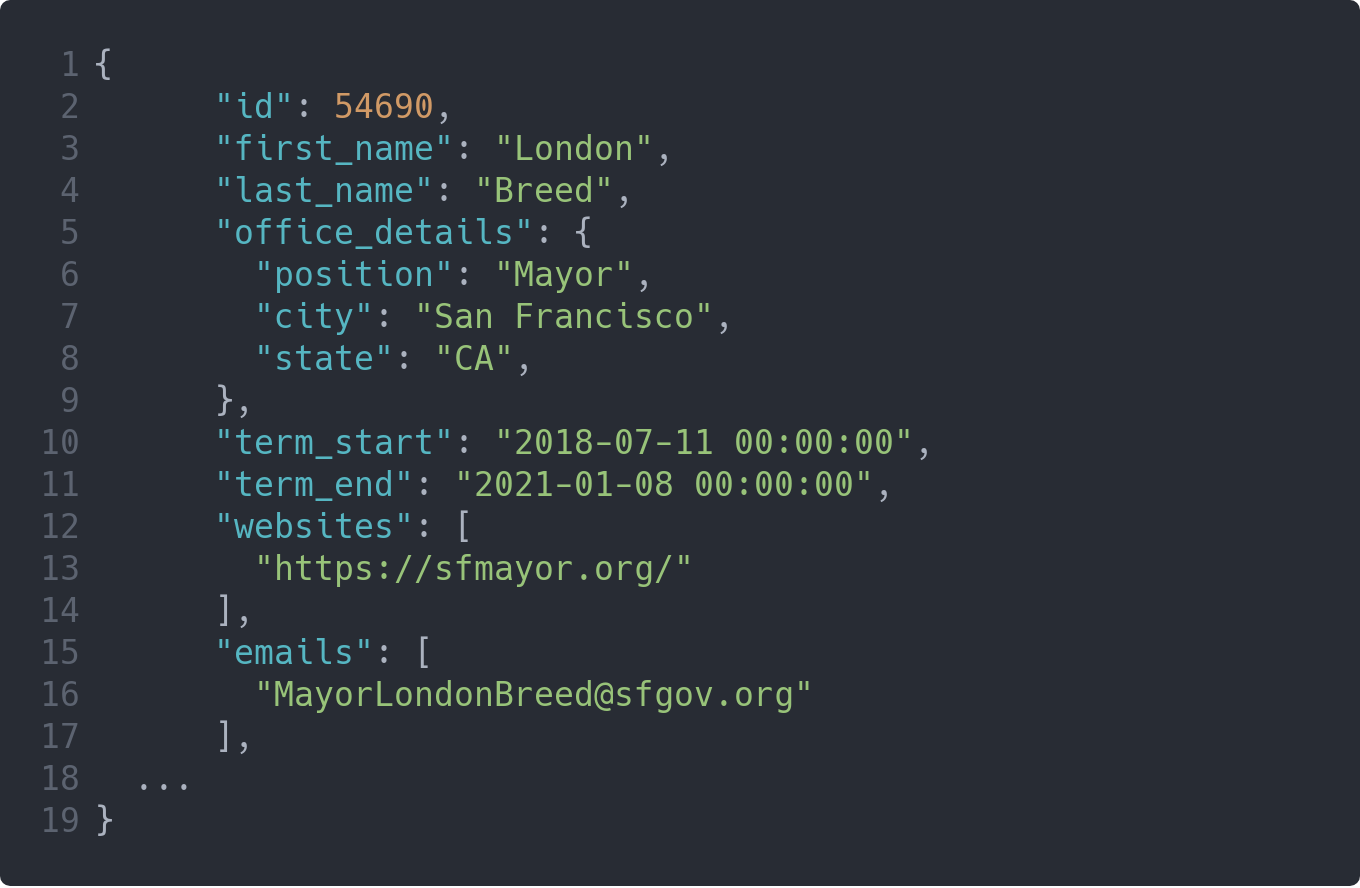 1 {
2       "id": 54690,
3       "first_name": "London",
4       "last_name": "Breed",
5       "office_details": {
6         "position": "Mayor",
7         "city": "San Francisco",
8         "state": "CA",
9       },
10       "term_start": "2018-07-11 00:00:00",
11       "term_end": "2021-01-08 00:00:00",
12       "websites": [
13         "https://sfmayor.org/"
14       ],
15       "emails": [
16         "MayorLondonBreed@sfgov.org"
17       ],
18   ...
19 }